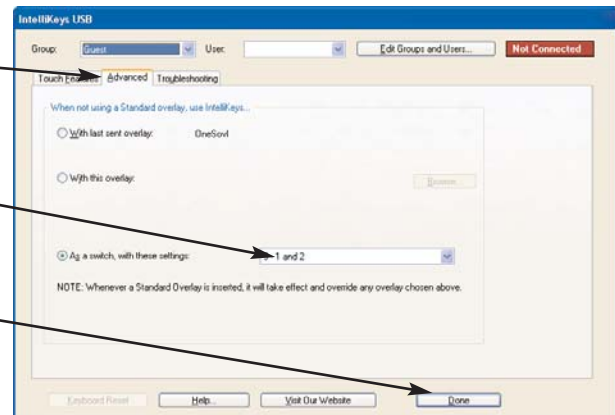 IntelliKeys USB
Group: Guest User: Edit Groups and Users... Not Connected
Touch Features Advanced Troubleshooting
When not using a Standard overlay, use IntelliKeys...
With last sent overlay: OneSovl
With this overlay: Browse...
As a switch, with these settings: 1 and 2
NOTE: Whenever a Standard Overlay is inserted, it will take effect and override any overlay chosen above.
Keyboard Reset Help... Visit Our Website Done